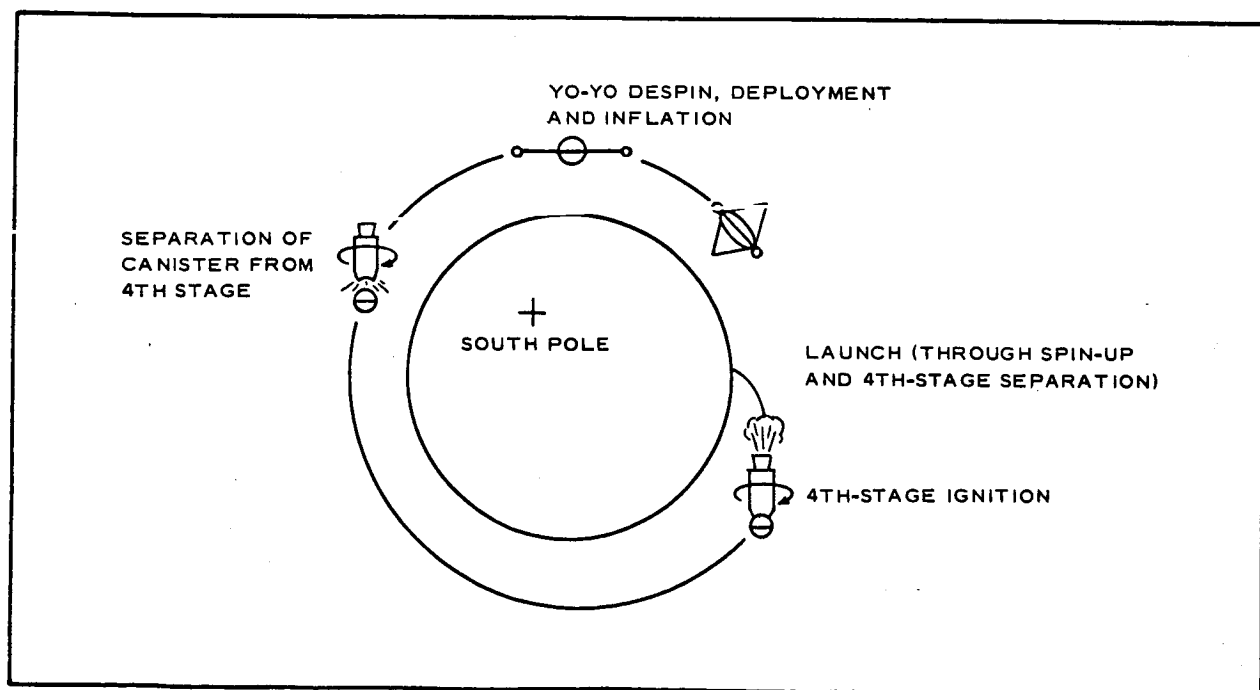 YO-YO DESPIN, DEPLOYMENT
AND INFLATION
SEPARATION OF
CANISTER FROM
4TH STAGE
SOUTH POLE
LAUNCH (THROUGH SPIN-UP
AND 4TH-STAGE SEPARATION)
4TH-STAGE IGNITION